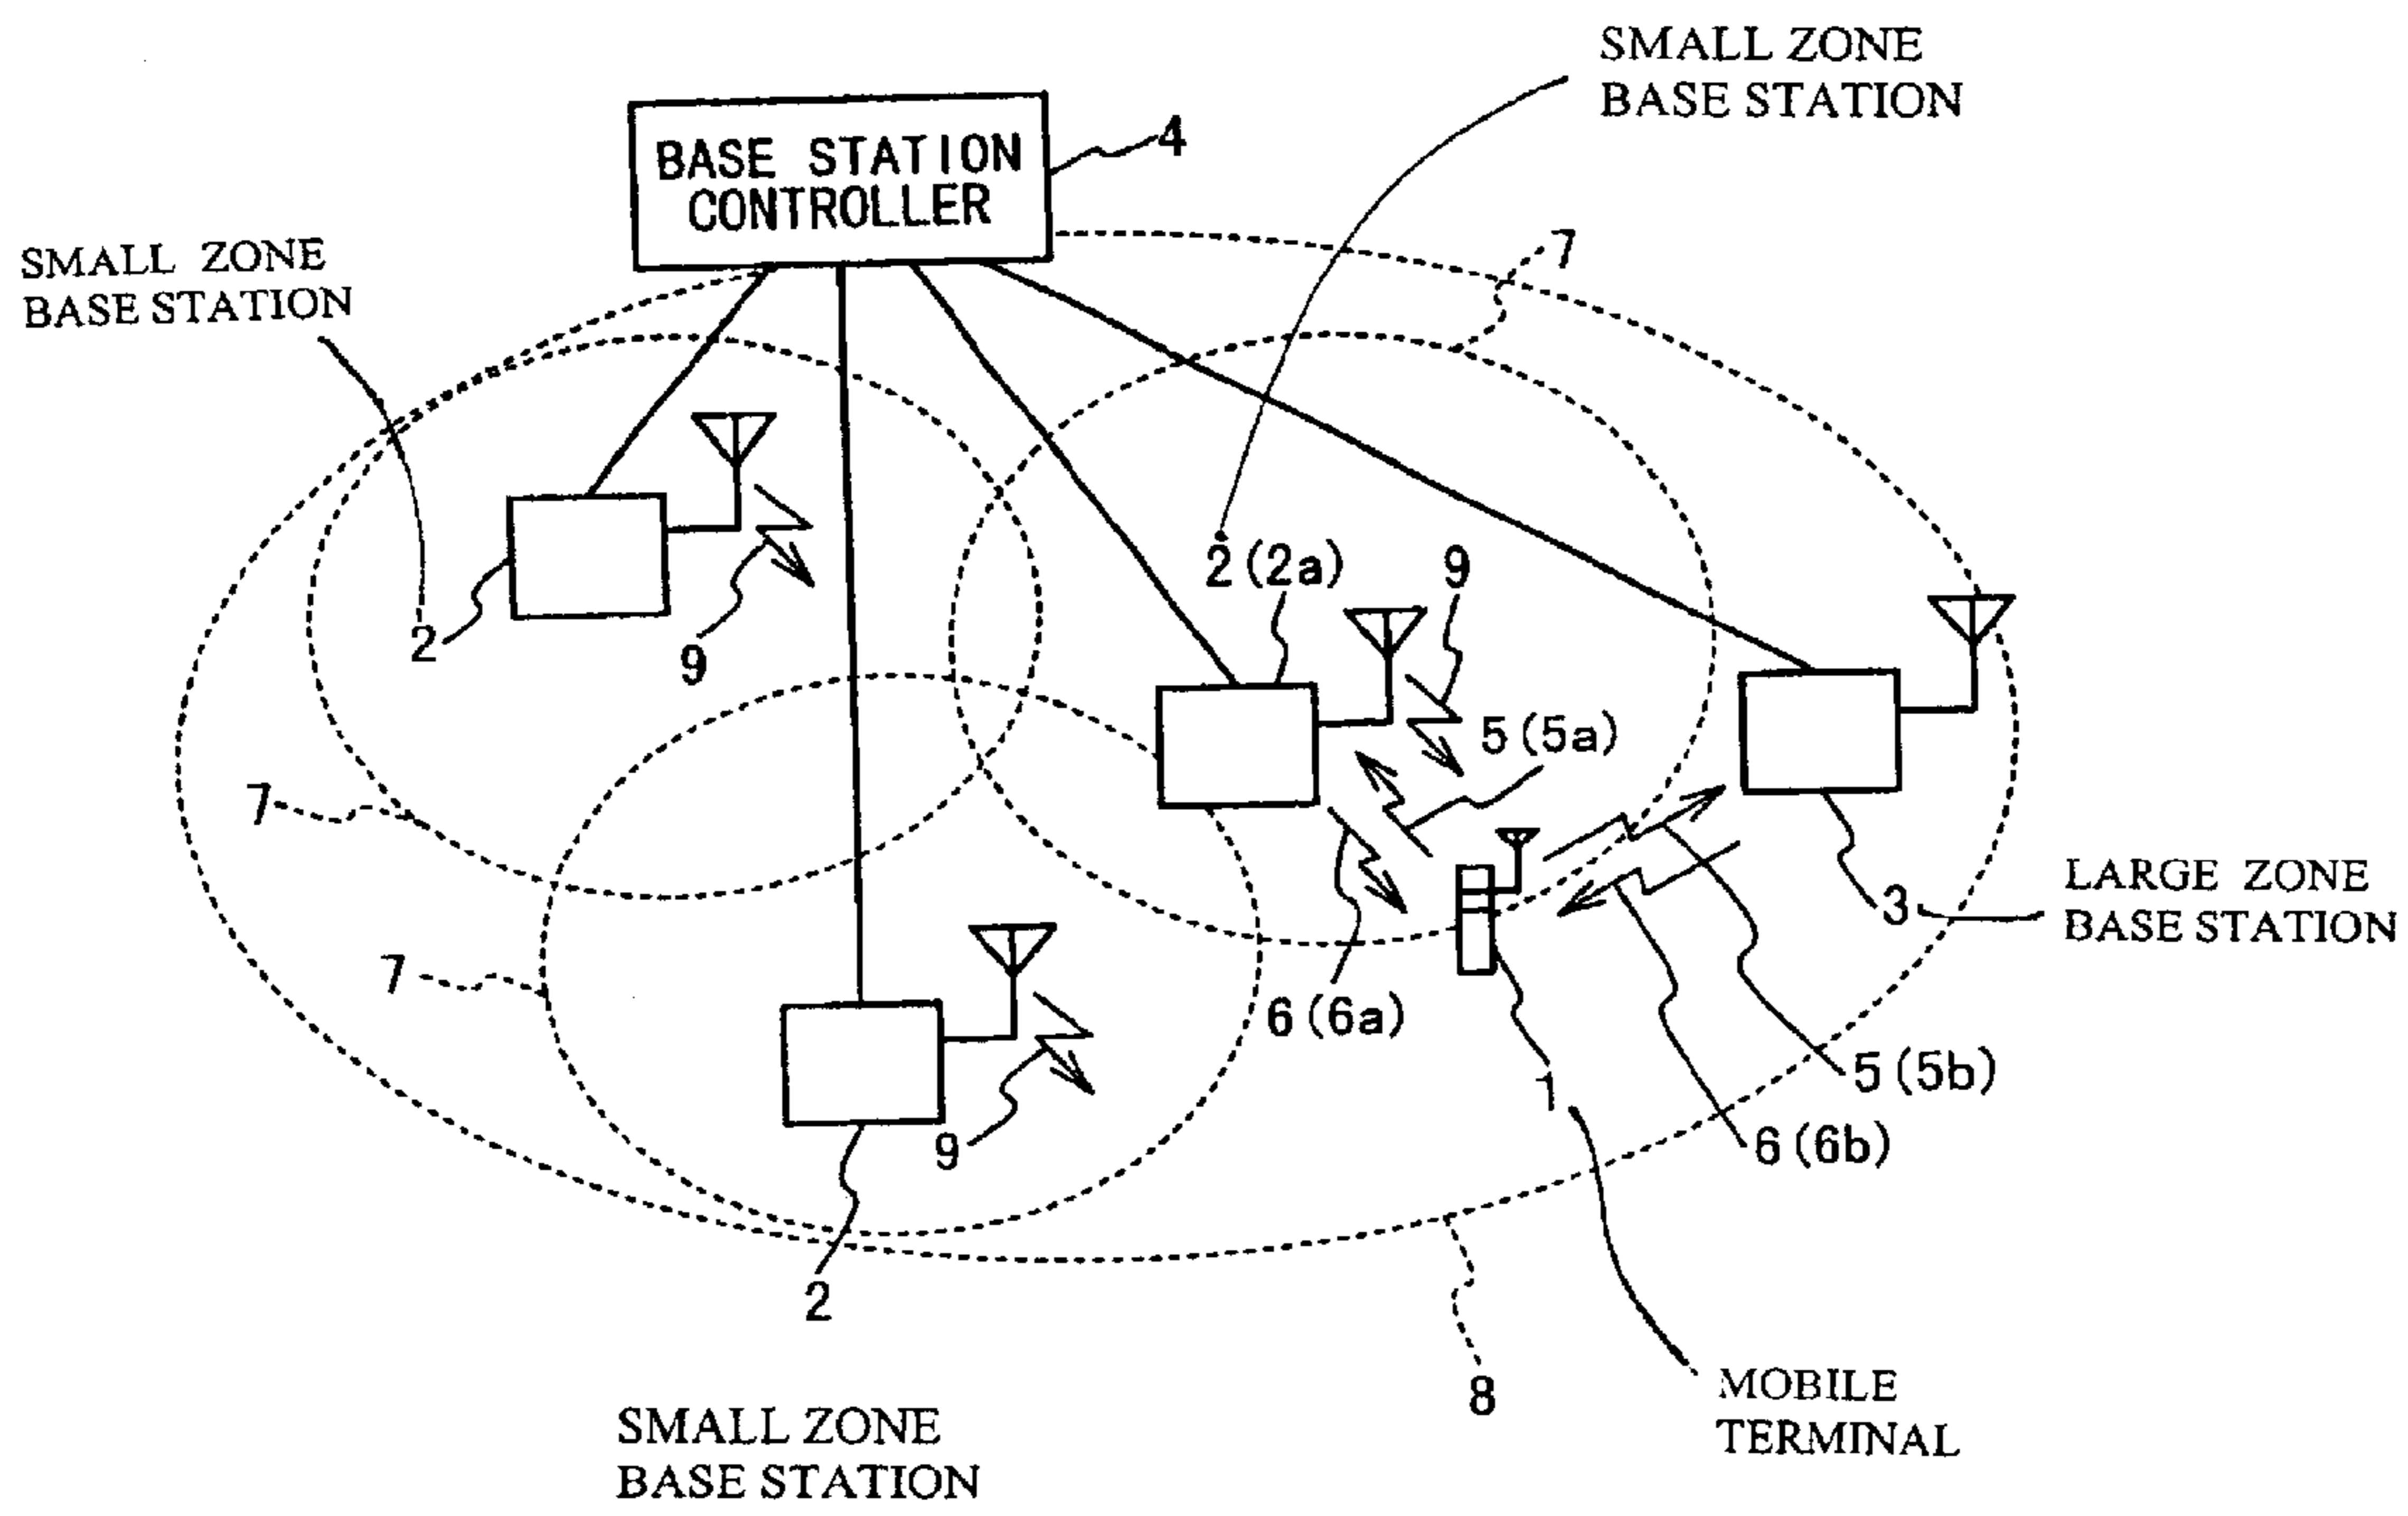 SMALL ZONE
BASE STATION
BASE STATION
CONTROLLER
4
SMALL ZONE
BASE STATION
7
2 (2a)
9
2
9
5 (5a)
7
LARGE ZONE
BASE STATION
3
7
6 (6a)
1
5 (5b)
9
6 (6b)
2
8
MOBILE
TERMINAL
SMALL ZONE
BASE STATION